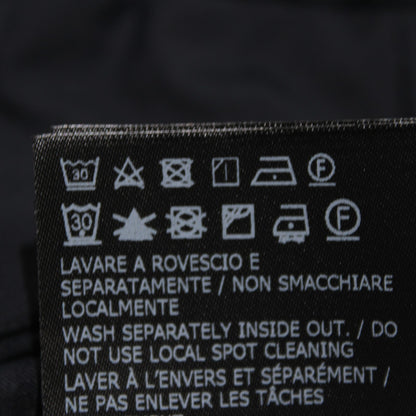 30 F
30 F
LAVARE A ROVESCIO E
SEPARATAMENTE / NON SMACCHIARE
LOCALMENTE
WASH SEPARATELY INSIDE OUT. / DO
NOT USE LOCAL SPOT CLEANING
LAVER À L'ENVERS ET SÉPARÉMENT /
NE PAS ENLEVER LES TÂCHES